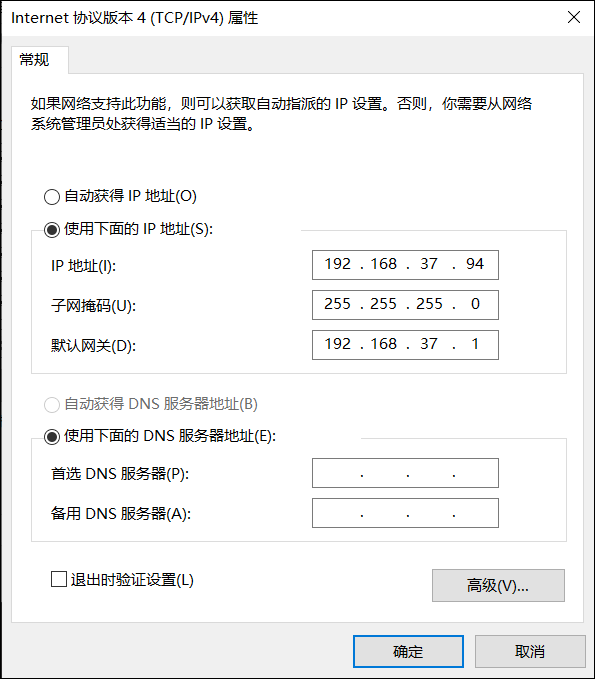 Internet 协议版本 4 (TCP/IPv4) 属性
常规
如果网络支持此功能，则可以获取自动指派的 IP 设置。否则，你需要从网络
系统管理员处获得适当的 IP 设置。
自动获得 IP 地址(O)
使用下面的 IP 地址(S):
IP 地址(I): 192 . 168 . 37 . 94
子网掩码(U): 255 . 255 . 255 . 0
默认网关(D): 192 . 168 . 37 . 1
自动获得 DNS 服务器地址(B)
使用下面的 DNS 服务器地址(E):
首选 DNS 服务器(P): . . .
备用 DNS 服务器(A): . . .
退出时验证设置(L)
高级(V)...
确定 取消